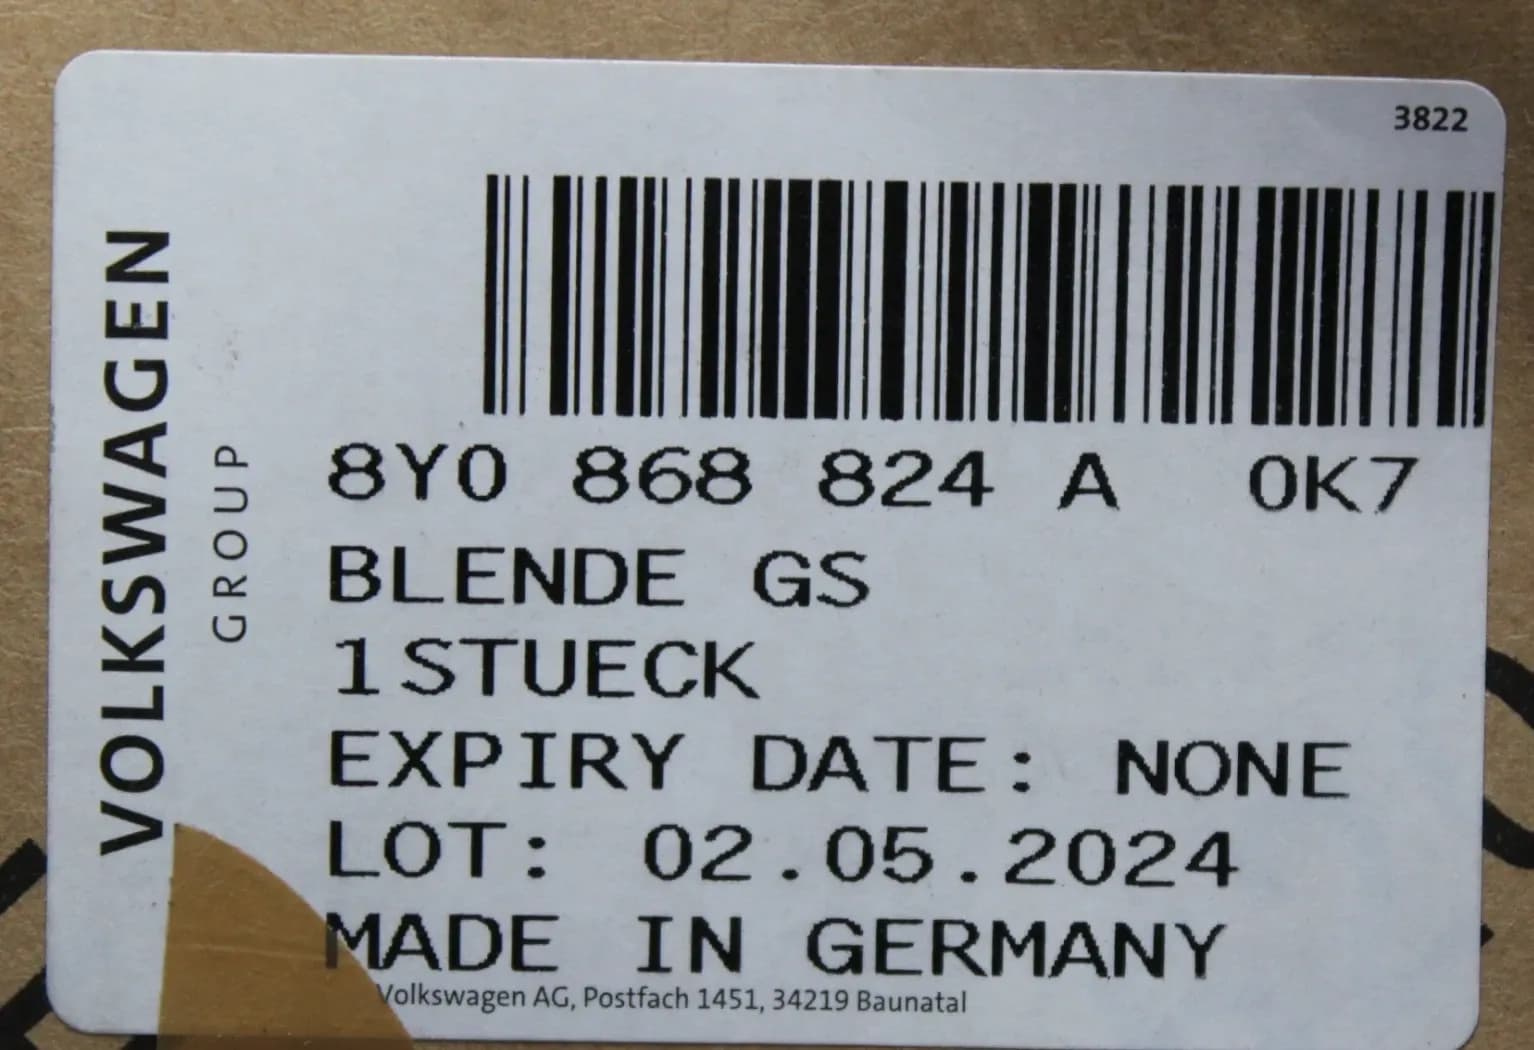 3822
VOLKSWAGEN
GROUP
8Y0 868 824 A 0K7
BLENDE GS
1STUECK
EXPIRY DATE: NONE
LOT: 02.05.2024
MADE IN GERMANY
Volkswagen AG, Postfach 1451, 34219 Baunatal